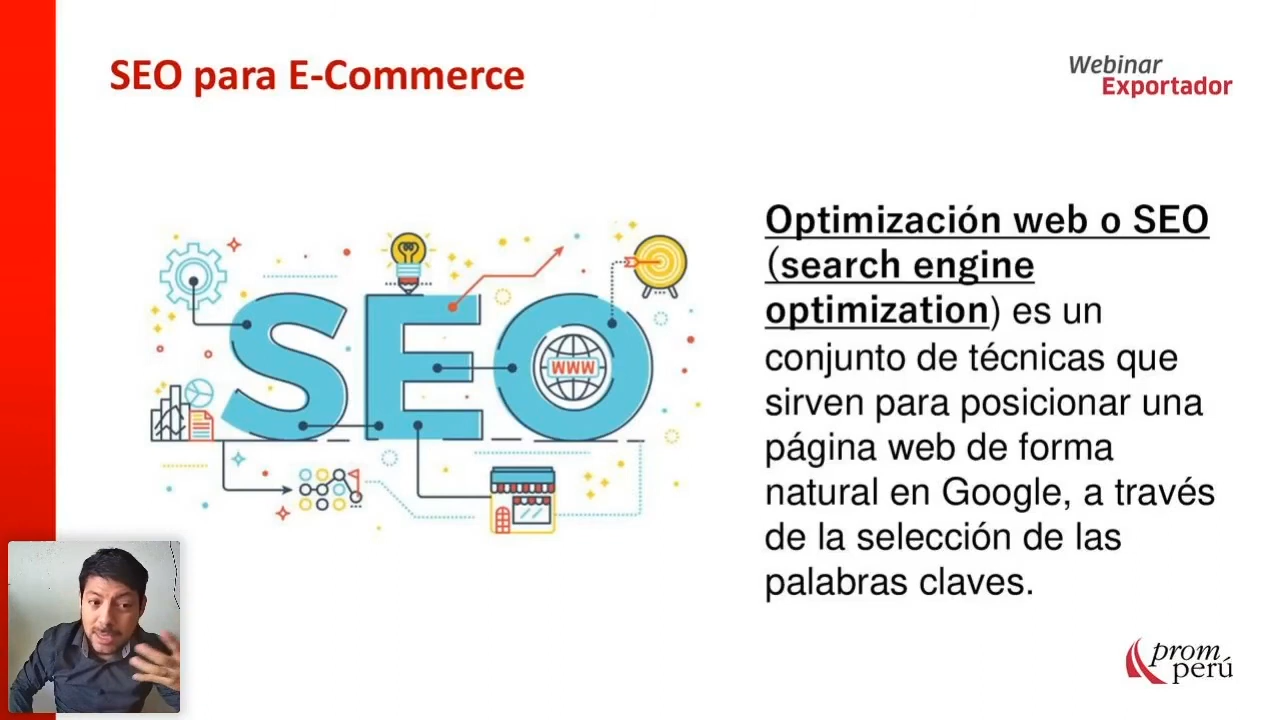 SEO para E-Commerce
Webinar
Exportador
SEO
WWW
Optimización web o SEO
(search engine
optimization) es un
conjunto de técnicas que
sirven para posicionar una
página web de forma
natural en Google, a través
de la selección de las
palabras claves.
prom
perú